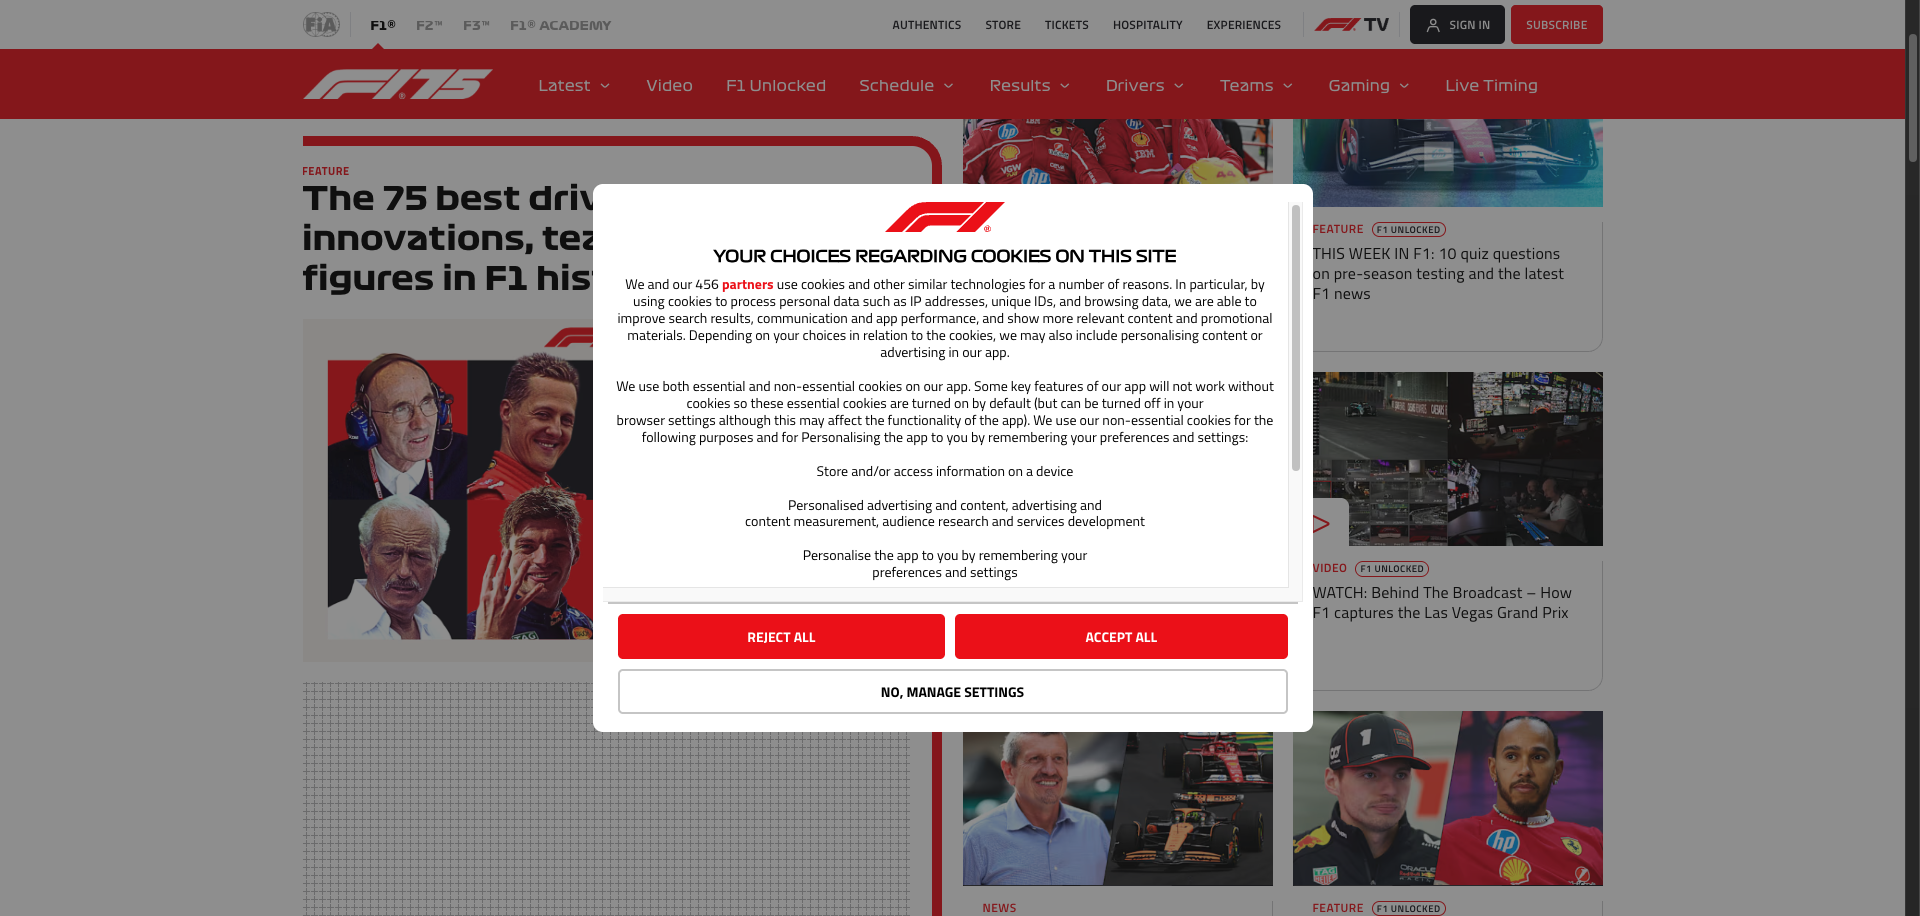 FIA
F1®
F2™
F3™
F1® ACADEMY
AUTHENTICS
STORE
TICKETS
HOSPITALITY
EXPERIENCES
F1 TV
SIGN IN
SUBSCRIBE
F1 75
Latest
Video
F1 Unlocked
Schedule
Results
Drivers
Teams
Gaming
Live Timing
FEATURE
The 75 best
innovations,
figures in F1
YOUR CHOICES REGARDING COOKIES ON THIS SITE
We and our 456 partners use cookies and other similar technologies for a number of reasons. In particular, by
using cookies to process personal data such as IP addresses, unique IDs, and browsing data, we are able to
improve search results, communication and app performance, and show more relevant content and promotional
materials. Depending on your choices in relation to the cookies, we may also include personalising content or
advertising in our app.
We use both essential and non-essential cookies on our app. Some key features of our app will not work without
cookies so these essential cookies are turned on by default (but can be turned off in your
browser settings although this may affect the functionality of the app). We use our non-essential cookies for the
following purposes and for Personalising the app to you by remembering your preferences and settings:
Store and/or access information on a device
Personalised advertising and content, advertising and
content measurement, audience research and services development
Personalise the app to you by remembering your
preferences and settings
REJECT ALL
ACCEPT ALL
NO, MANAGE SETTINGS
hp
IBM
FEATURE
F1 UNLOCKED
THIS WEEK IN F1: 10 quiz questions
on pre-season testing and the latest
F1 news
VIDEO
F1 UNLOCKED
WATCH: Behind The Broadcast – How
F1 captures the Las Vegas Grand Prix
1
hp
NEWS
FEATURE
F1 UNLOCKED